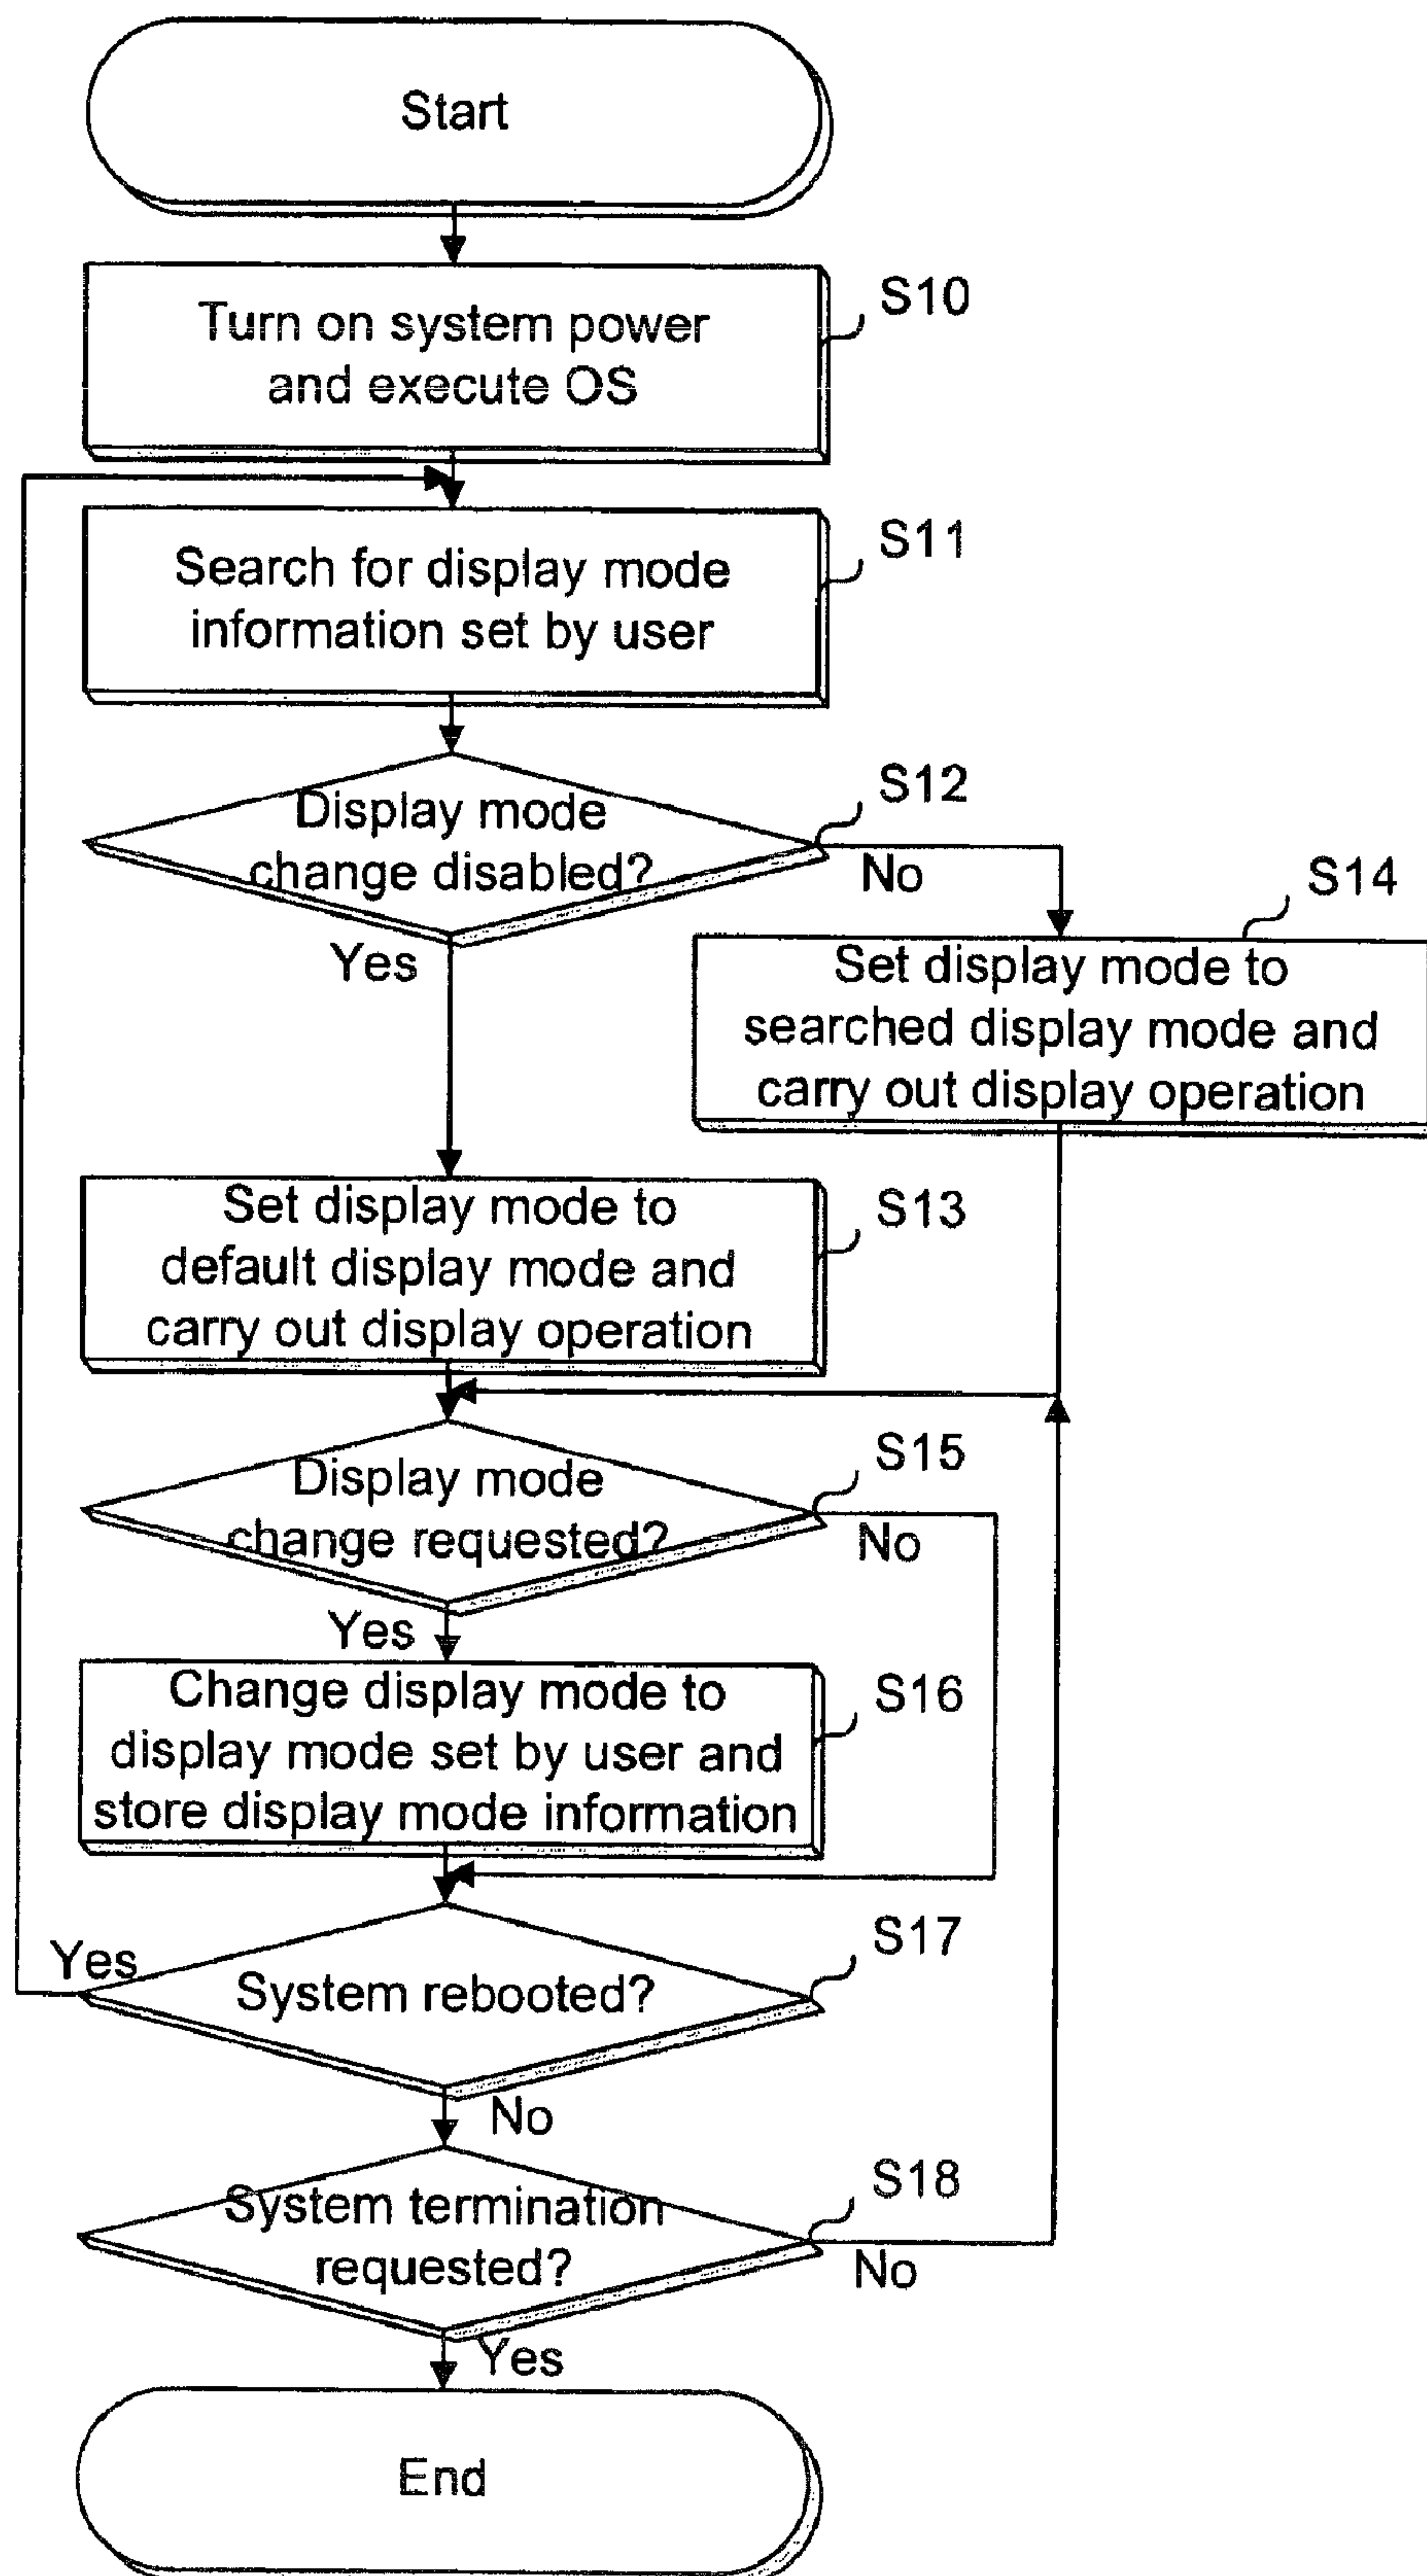 Start
Turn on system power
and execute OS
S10
Search for display mode
information set by user
S11
Display mode
change disabled?
S12
No
Yes
S14
Set display mode to
searched display mode and
carry out display operation
Set display mode to
default display mode and
carry out display operation
S13
Display mode
change requested?
S15
No
Yes
Change display mode to
display mode set by user and
store display mode information
S16
System rebooted?
S17
Yes
No
System termination
requested?
S18
No
Yes
End